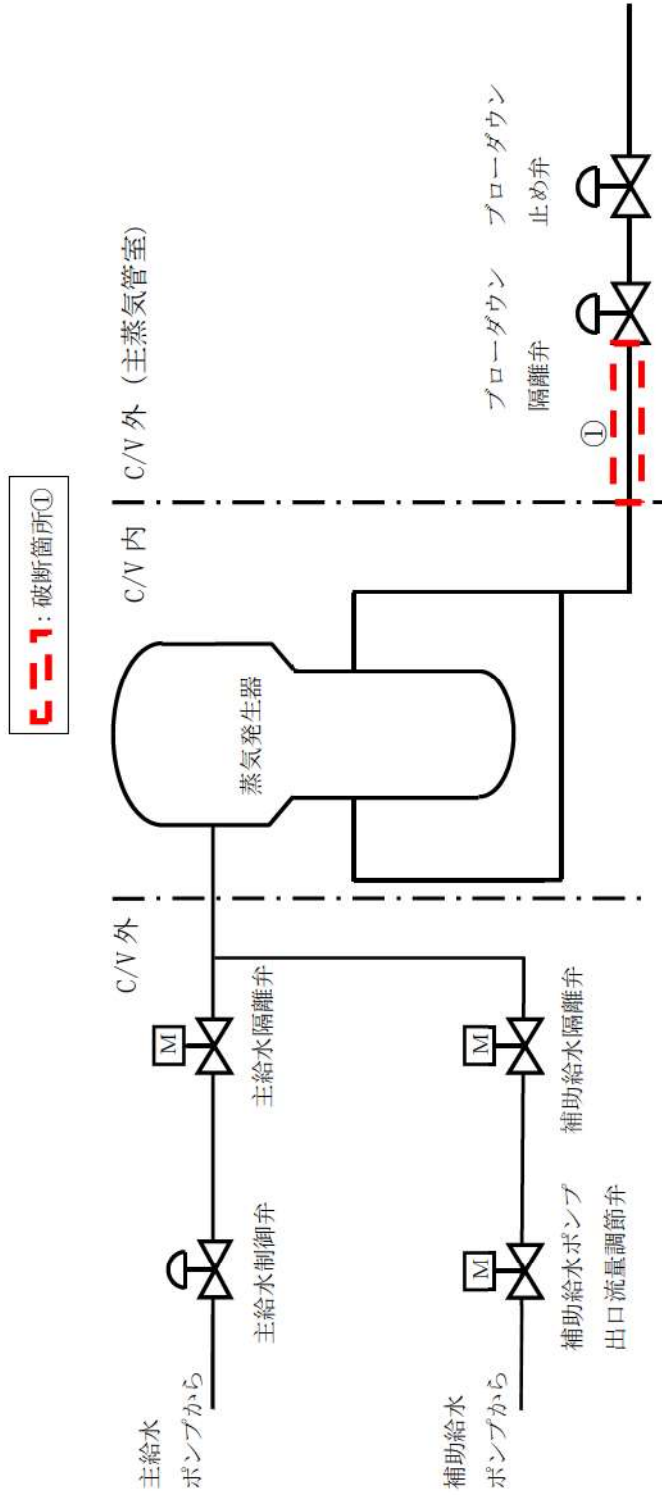 ：破断箇所①
C/V 外
C/V 内
C/V 外（主蒸気管室）
主給水
ポンプから
主給水制御弁
M
主給水隔離弁
蒸気発生器
補助給水
ポンプから
M
補助給水ポンプ
出口流量調節弁
M
補助給水隔離弁
①
ブローダウン
隔離弁
ブローダウン
止め弁